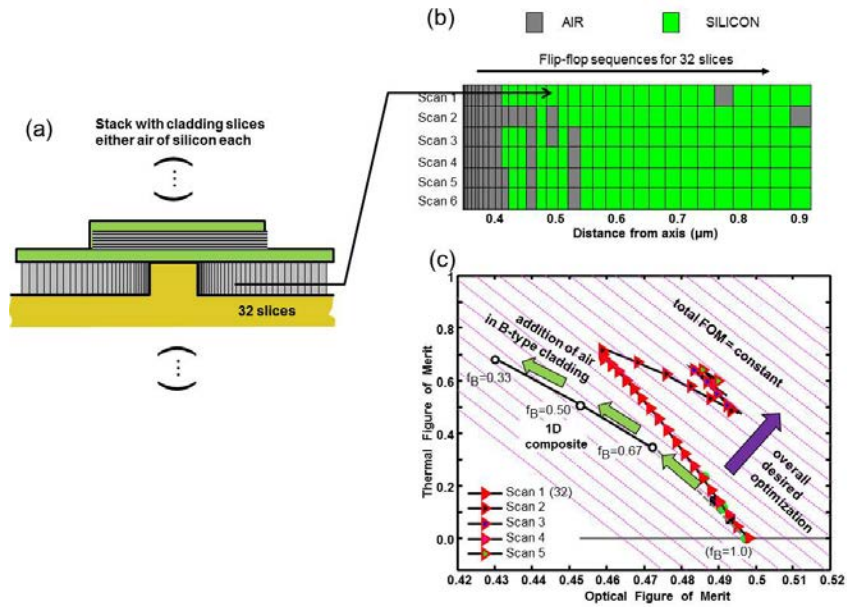 (b)
AIR
SILICON
Flip-flop sequences for 32 slices
Scan 1
Scan 2
Scan 3
Scan 4
Scan 5
Scan 6
0.4 0.5 0.6 0.7 0.8 0.9
Distance from axis (µm)
(a)
Stack with cladding slices
either air of silicon each
32 slices
(c)
Thermal Figure of Merit
1.0
0.8
0.6
0.4
0.2
0.0
addition of air
in B-type cladding
total FOM = constant
fB=0.33
fB=0.50
1D
composite
fB=0.67
overall
desired
optimization
Scan 1 (32)
Scan 2
Scan 3
Scan 4
Scan 5
(fB=1.0)
0.42 0.43 0.44 0.45 0.46 0.47 0.48 0.49 0.5 0.51 0.52
Optical Figure of Merit